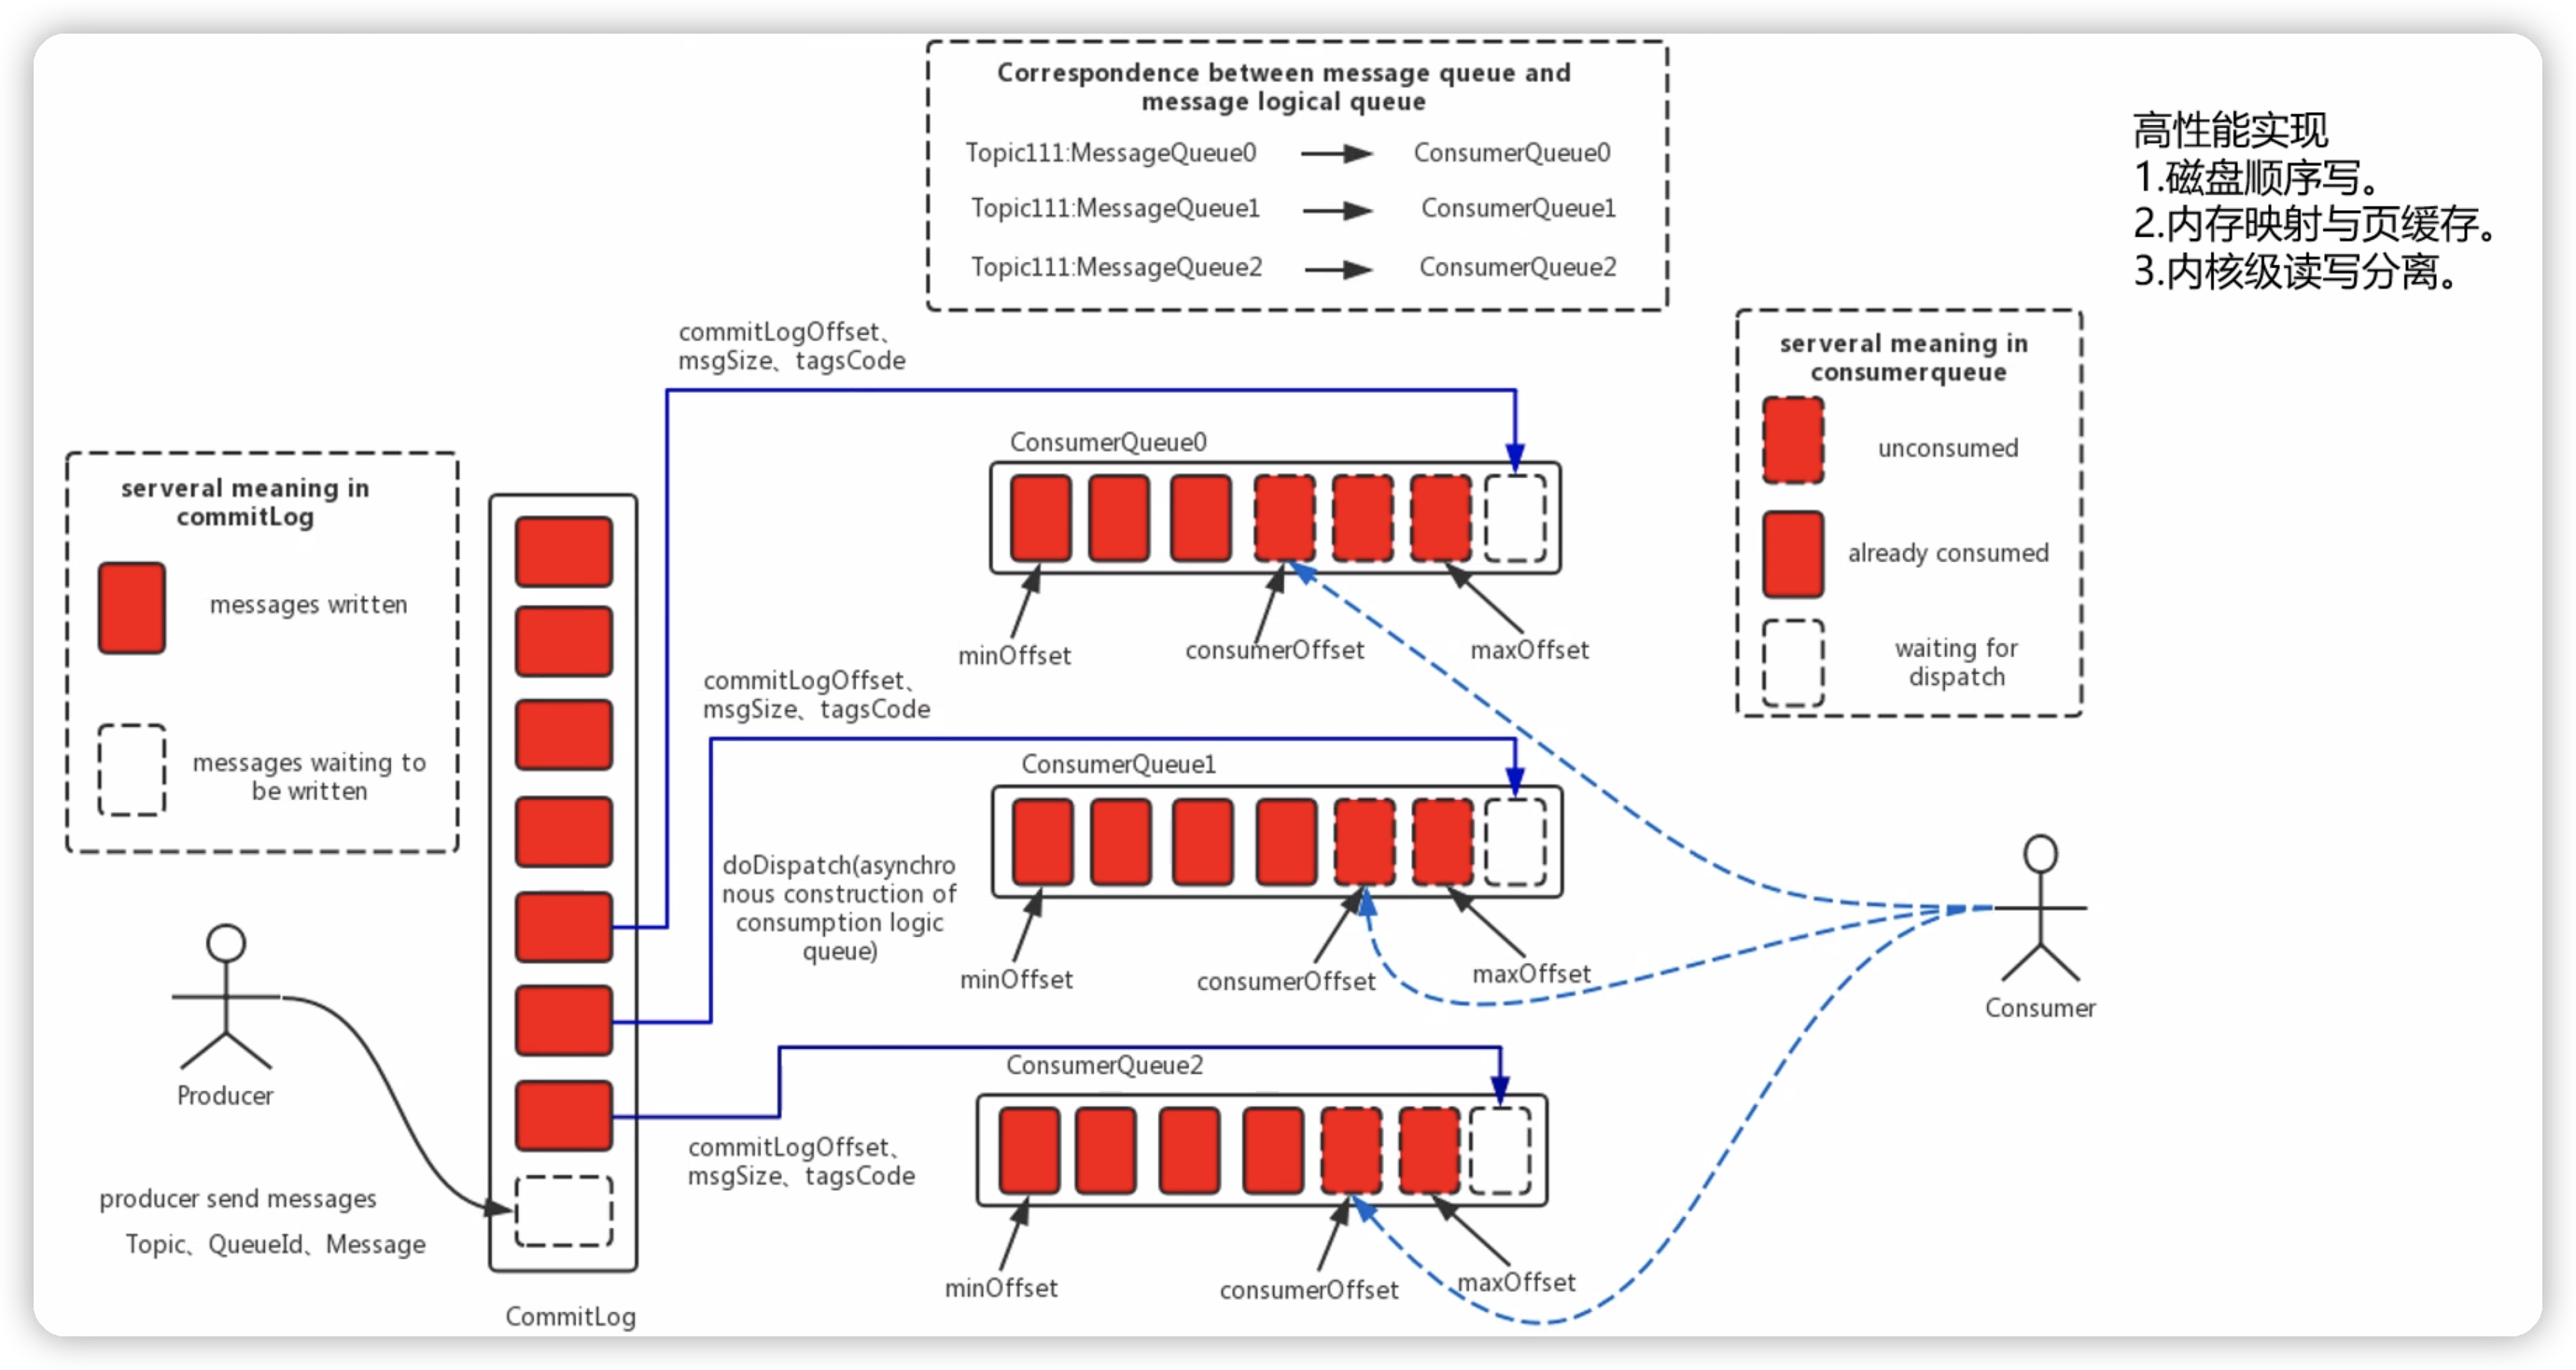 Correspondence between message queue and
message logical queue
Topic111:MessageQueue0 ConsumerQueue0
Topic111:MessageQueue1 ConsumerQueue1
Topic111:MessageQueue2 ConsumerQueue2
高性能实现
1.磁盘顺序写。
2.内存映射与页缓存。
3.内核级读写分离。
commitLogOffset、
msgSize、tagsCode
serveral meaning in
consumerqueue
unconsumed
already consumed
waiting for
dispatch
serveral meaning in
commitLog
messages written
messages waiting to
be written
ConsumerQueue0
minOffset
consumerOffset
maxOffset
commitLogOffset、
msgSize、tagsCode
ConsumerQueue1
doDispatch(asynchro
nous construction of
consumption logic
queue)
minOffset
consumerOffset
maxOffset
Consumer
ConsumerQueue2
Producer
commitLogOffset、
msgSize、tagsCode
producer send messages
Topic、QueueId、Message
minOffset
consumerOffset
maxOffset
CommitLog